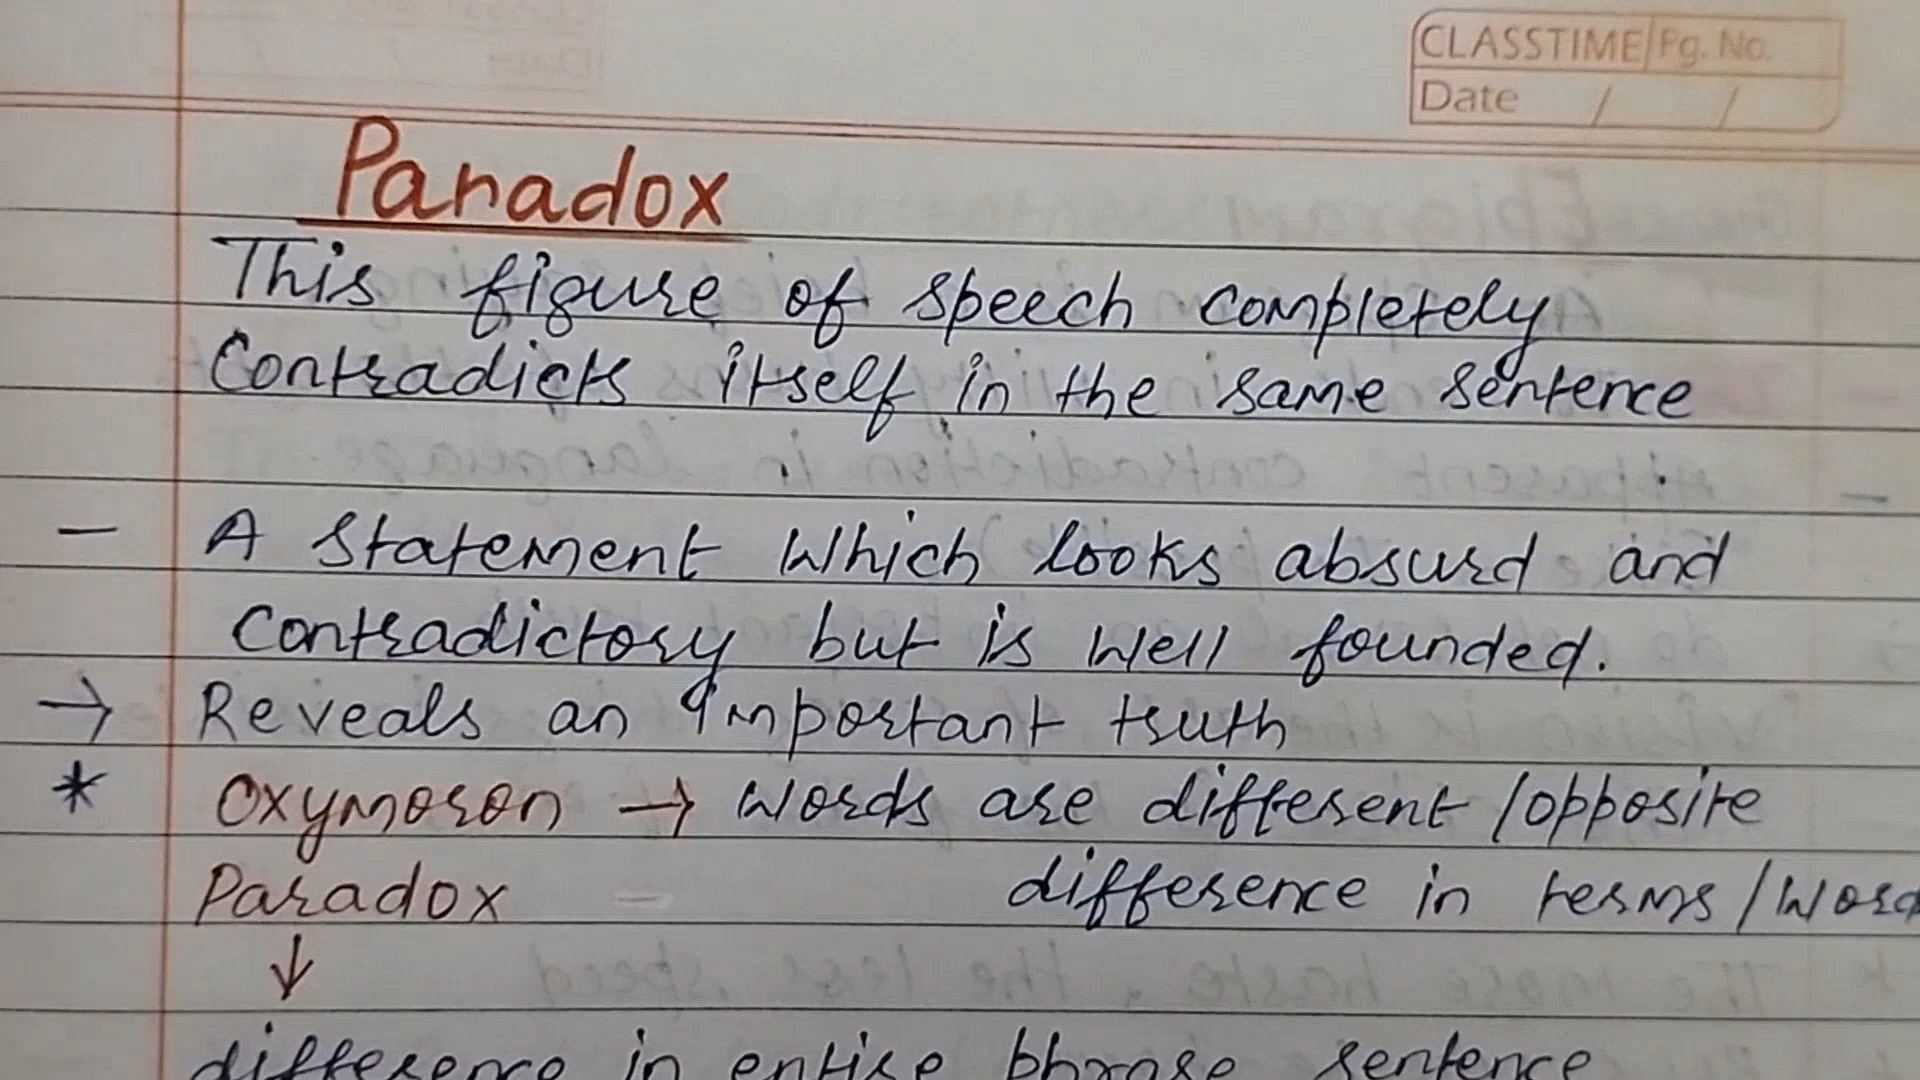 CLASSTIME Pg. No.
Date / /
Paradox
This figure of speech completely
Contradicts itself in the same sentence
- A statement which looks absurd and
Contradictory but is well founded.
→ Reveals an important truth
* Oxymoron → words are different / opposite
Paradox difference in terms / word
↓
difference in entire phrase sentence